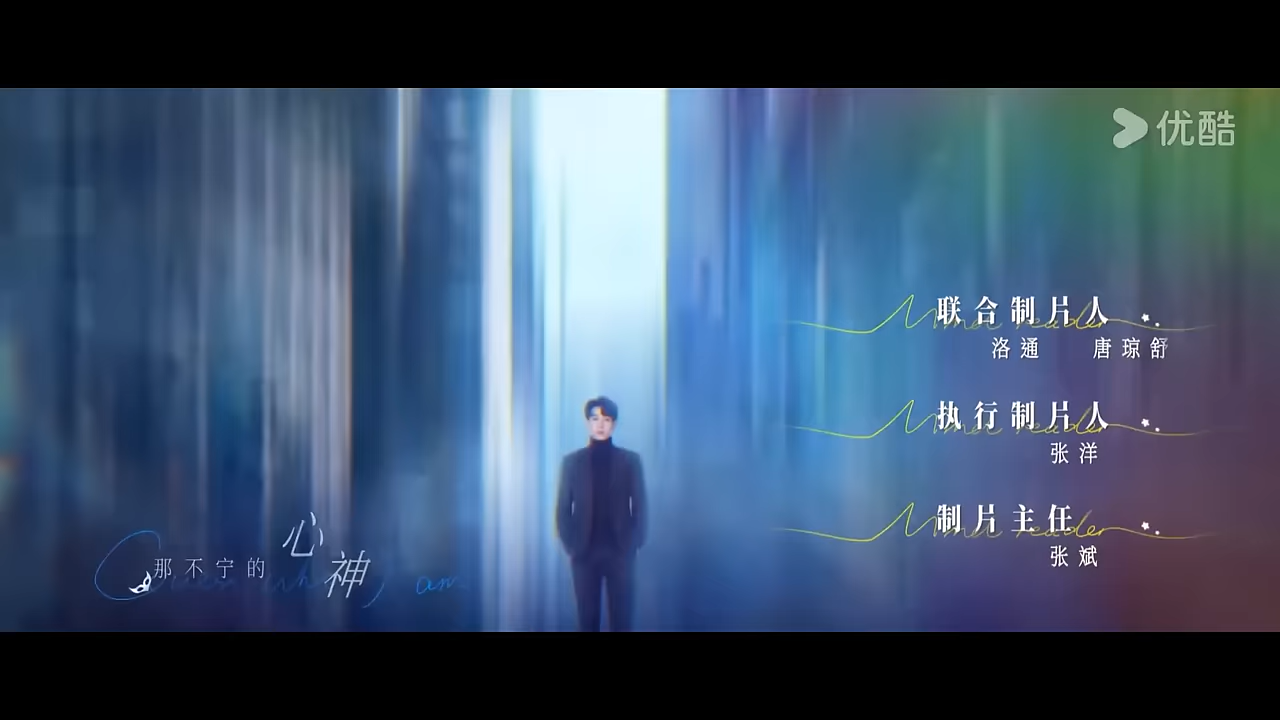 优酷
联合制片人
洛通 唐琼舒
执行制片人
张洋
制片主任
张斌
那不宁的心神